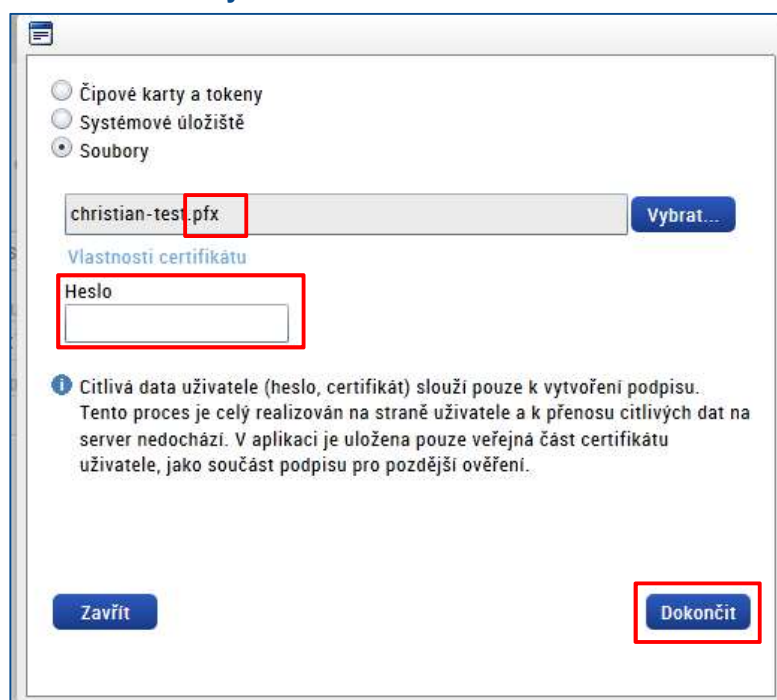 Čipové karty a tokeny
Systémové úložiště
Soubory
christian-test.pfx
Vybrat...
Vlastnosti certifikátu
Heslo
Citlivá data uživatele (heslo, certifikát) slouží pouze k vytvoření podpisu.
Tento proces je celý realizován na straně uživatele a k přenosu citlivých dat na
server nedochází. V aplikaci je uložena pouze veřejná část certifikátu
uživatele, jako součást podpisu pro pozdější ověření.
Zavřít
Dokončit